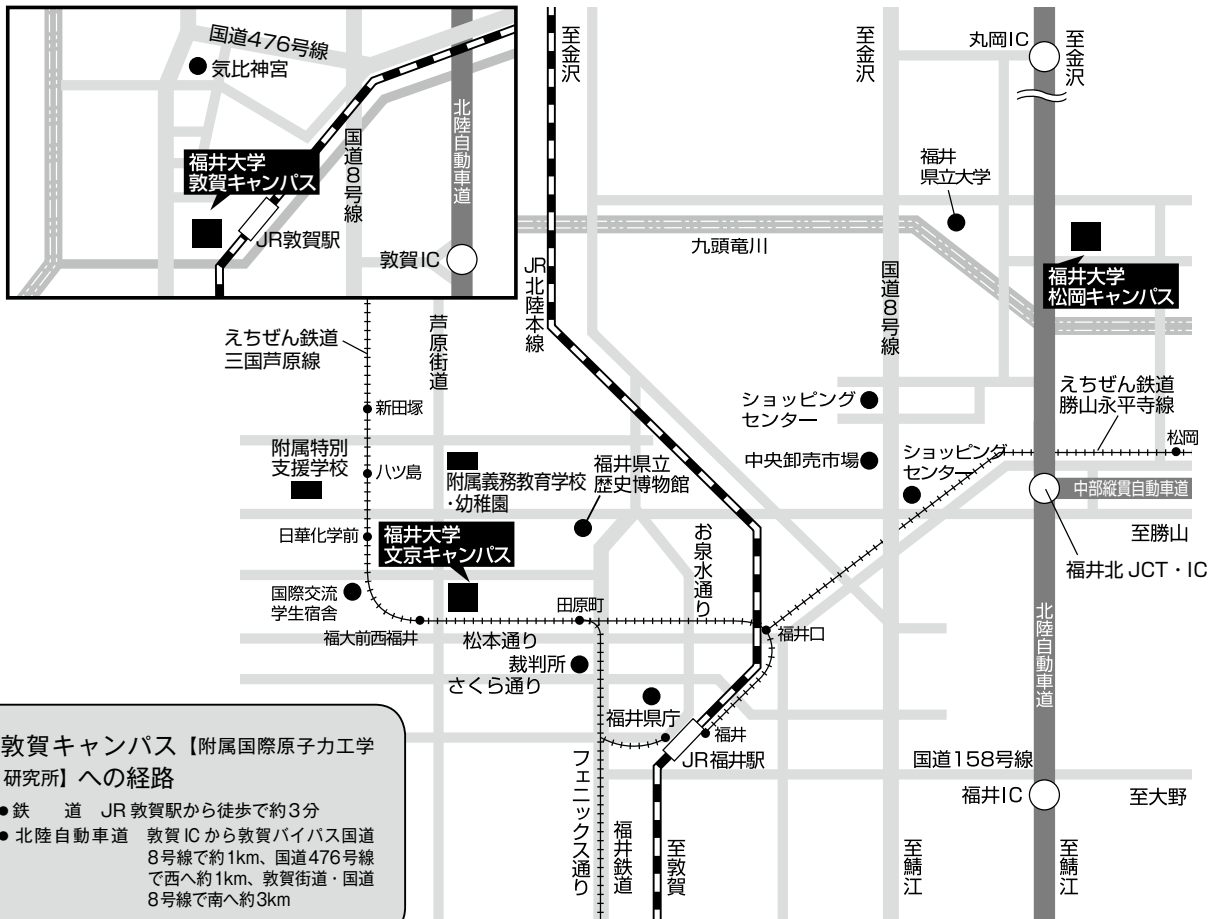 国道476号線
気比神宮
北陸自動車道
国道8号線
福井大学
敦賀キャンパス
JR敦賀駅
敦賀IC
至金沢
至金沢
丸岡IC
至金沢
福井
県立大学
九頭竜川
福井大学
松岡キャンパス
JR北陸本線
国道8号線
芦原街道
えちぜん鉄道
三国芦原線
新田塚
ショッピング
センター
えちぜん鉄道
勝山永平寺線
松岡
附属特別
支援学校
八ツ島
附属義務教育学校
・幼稚園
福井県立
歴史博物館
中央卸売市場
ショッピング
センター
中部縦貫自動車道
至勝山
日華化学前
福井大学
文京キャンパス
お泉水通り
福井北JCT・IC
国際交流
学生宿舎
田原町
福大前西福井
松本通り
福井口
裁判所
さくら通り
北陸自動車道
福井県庁
福井
JR福井駅
国道158号線
福井IC
至大野
フェニックス通り
福井鉄道
至敦賀
至鯖江
至鯖江
敦賀キャンパス【附属国際原子力工学
研究所】への経路
●鉄　道　JR敦賀駅から徒歩で約3分
●北陸自動車道　敦賀ICから敦賀バイパス国道
8号線で約1km、国道476号線
で西へ約1km、敦賀街道・国道
8号線で南へ約3km